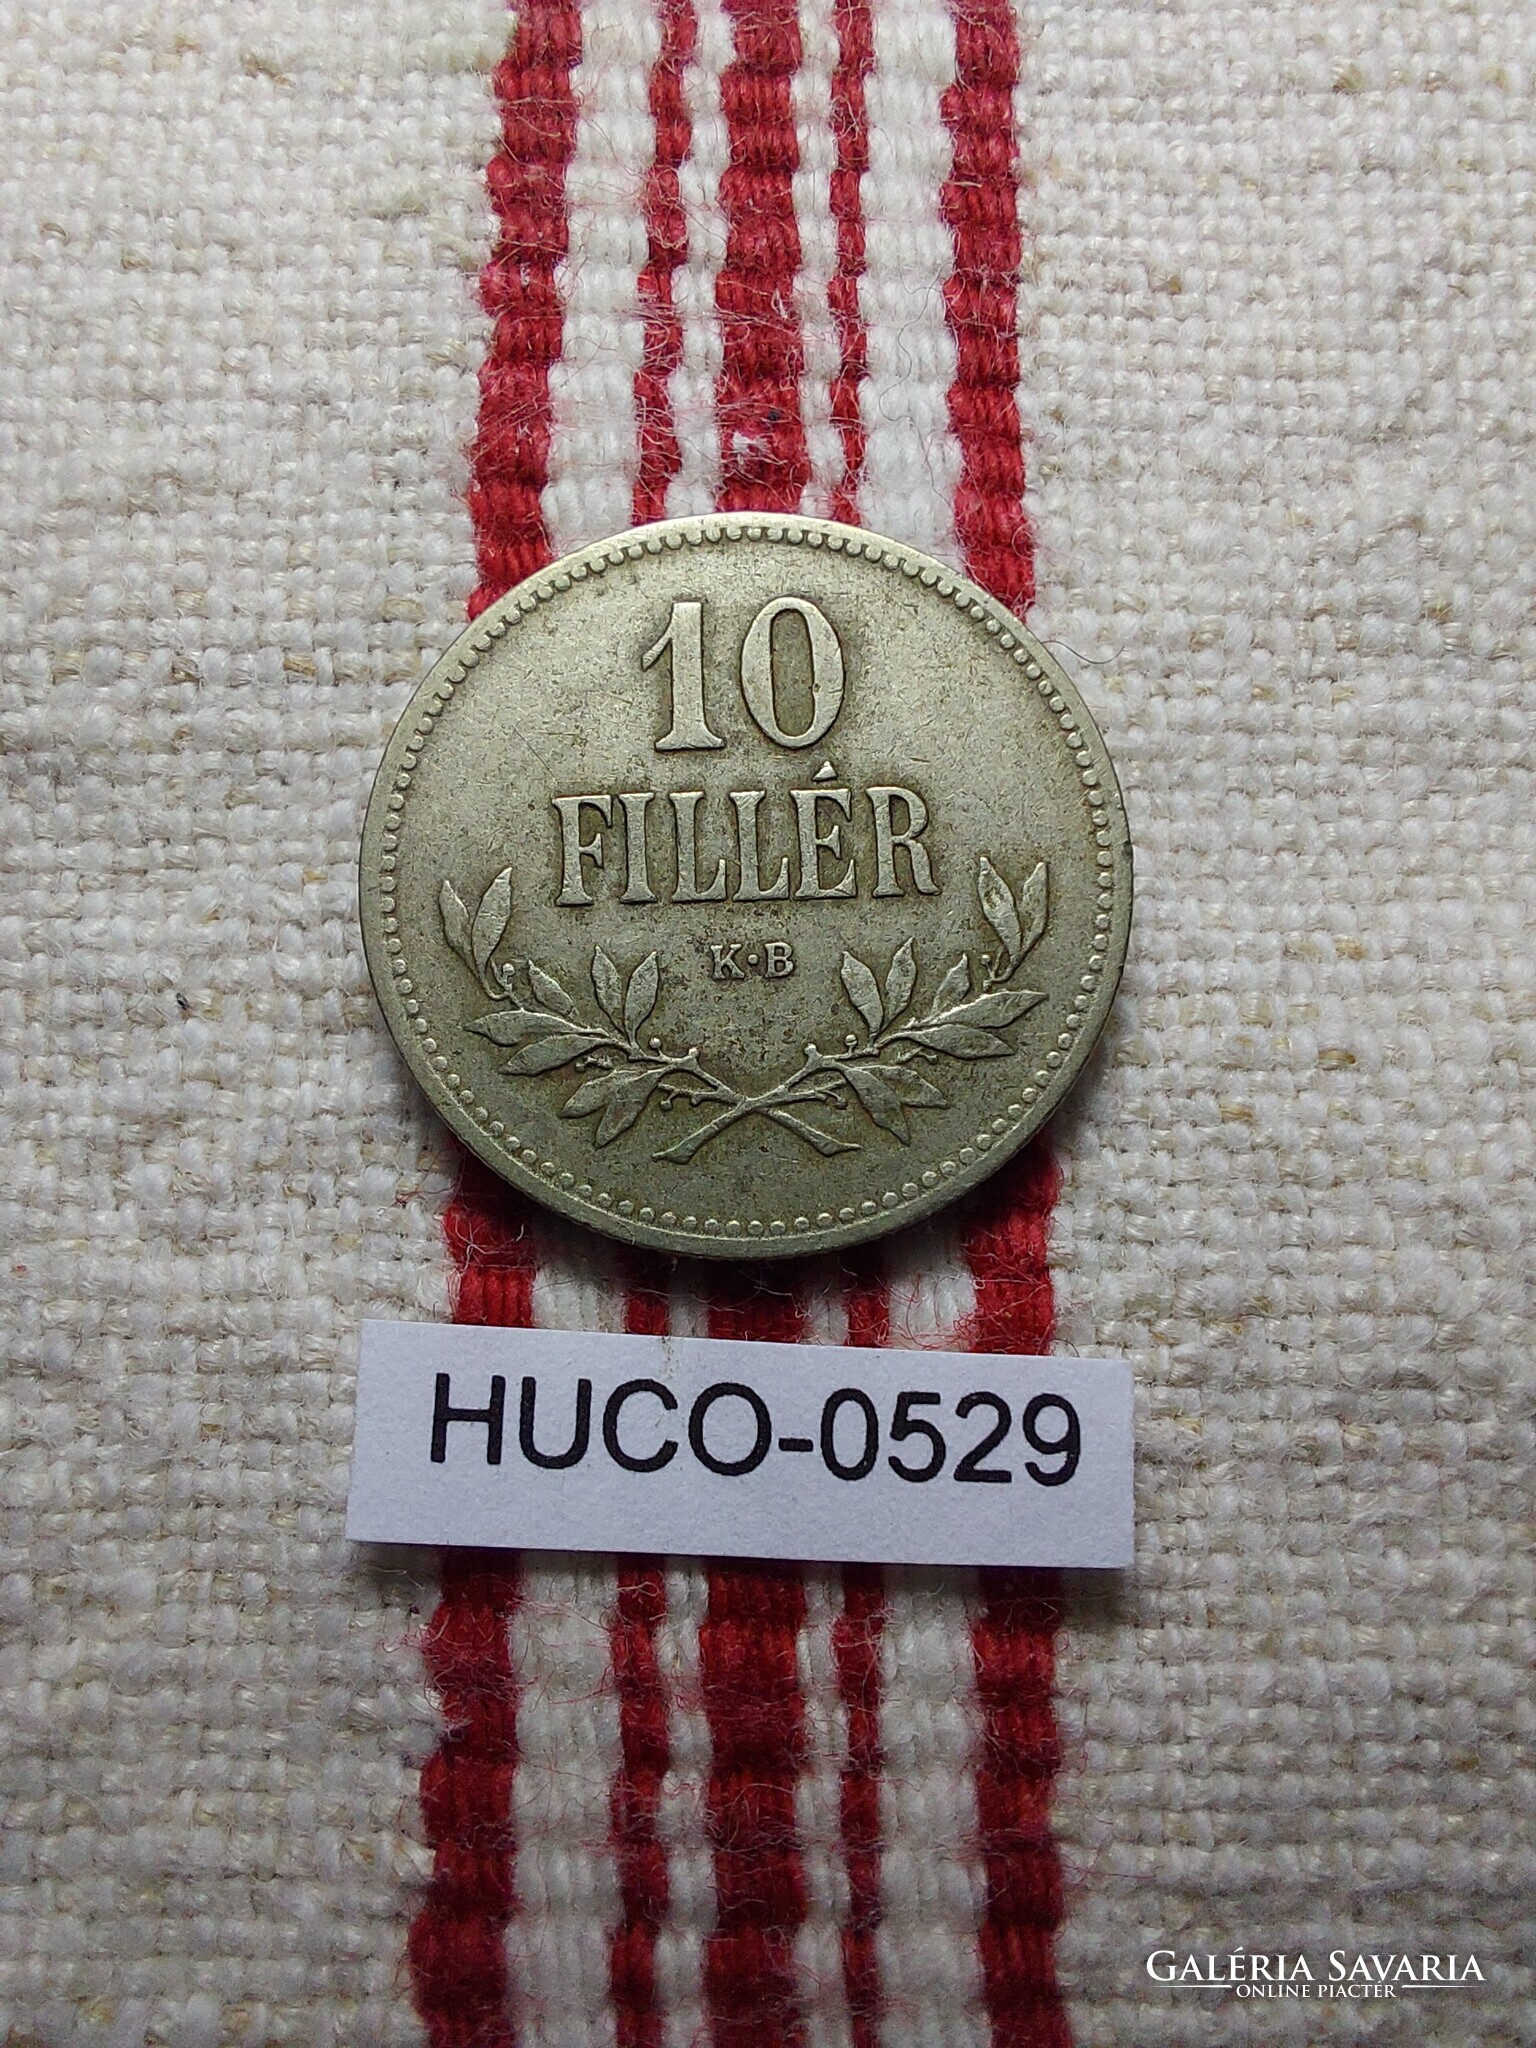 10
FILLÉR
K·B
HUCO-0529
GALÉRIA SAVARIA
ONLINE PIACTÉR